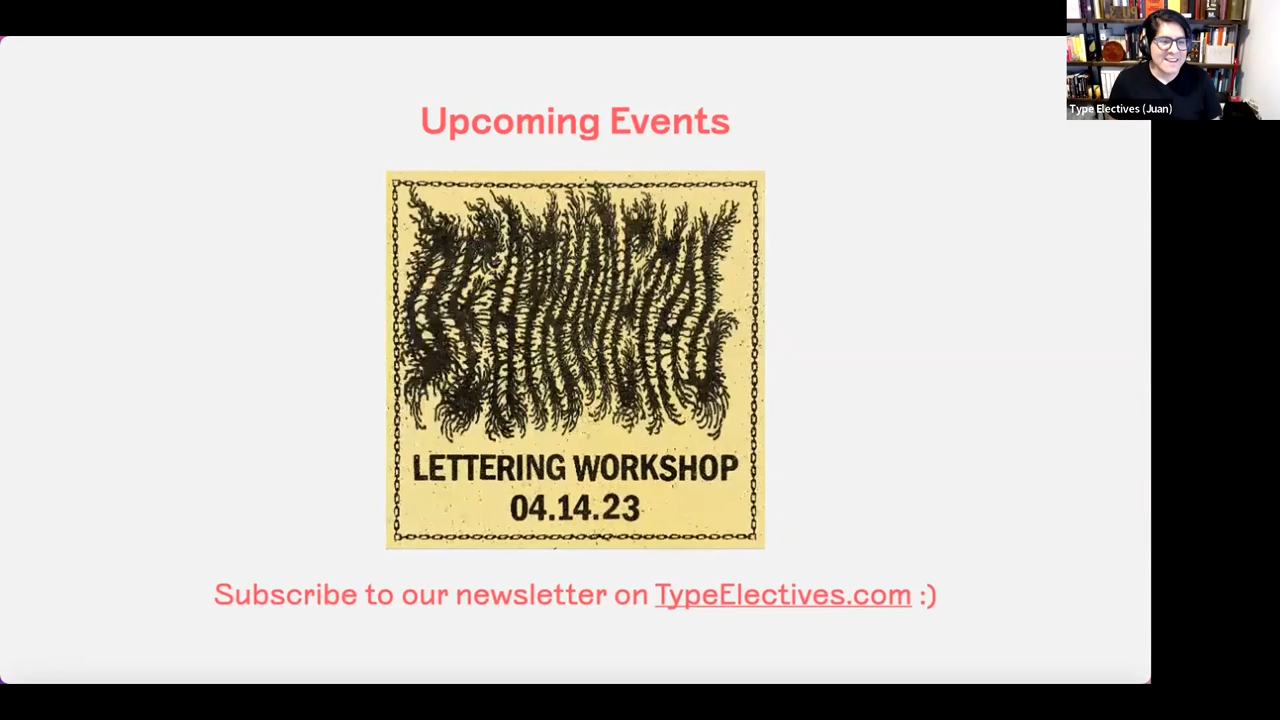 Upcoming Events
LETTERING WORKSHOP
04.14.23
Subscribe to our newsletter on TypeElectives.com :)
Type Electives (Juan)